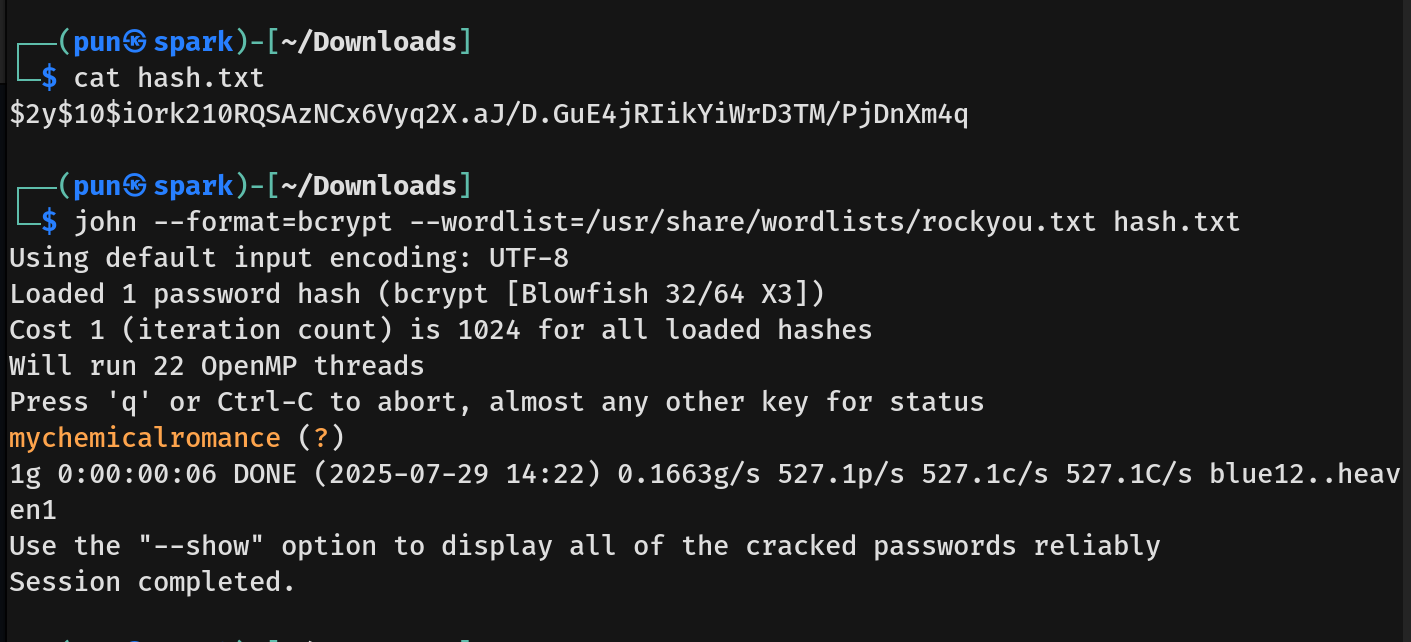 ┌──(pun㉿spark)-[~/Downloads]
└─$ cat hash.txt
$2y$10$iOrk210RQSAzNCx6Vyq2X.aJ/D.GuE4jRIikYiWrD3TM/PjDnXm4q
┌──(pun㉿spark)-[~/Downloads]
└─$ john --format=bcrypt --wordlist=/usr/share/wordlists/rockyou.txt hash.txt
Using default input encoding: UTF-8
Loaded 1 password hash (bcrypt [Blowfish 32/64 X3])
Cost 1 (iteration count) is 1024 for all loaded hashes
Will run 22 OpenMP threads
Press 'q' or Ctrl-C to abort, almost any other key for status
mychemicalromance (?)
1g 0:00:00:06 DONE (2025-07-29 14:22) 0.1663g/s 527.1p/s 527.1c/s 527.1C/s blue12..heav
en1
Use the "--show" option to display all of the cracked passwords reliably
Session completed.